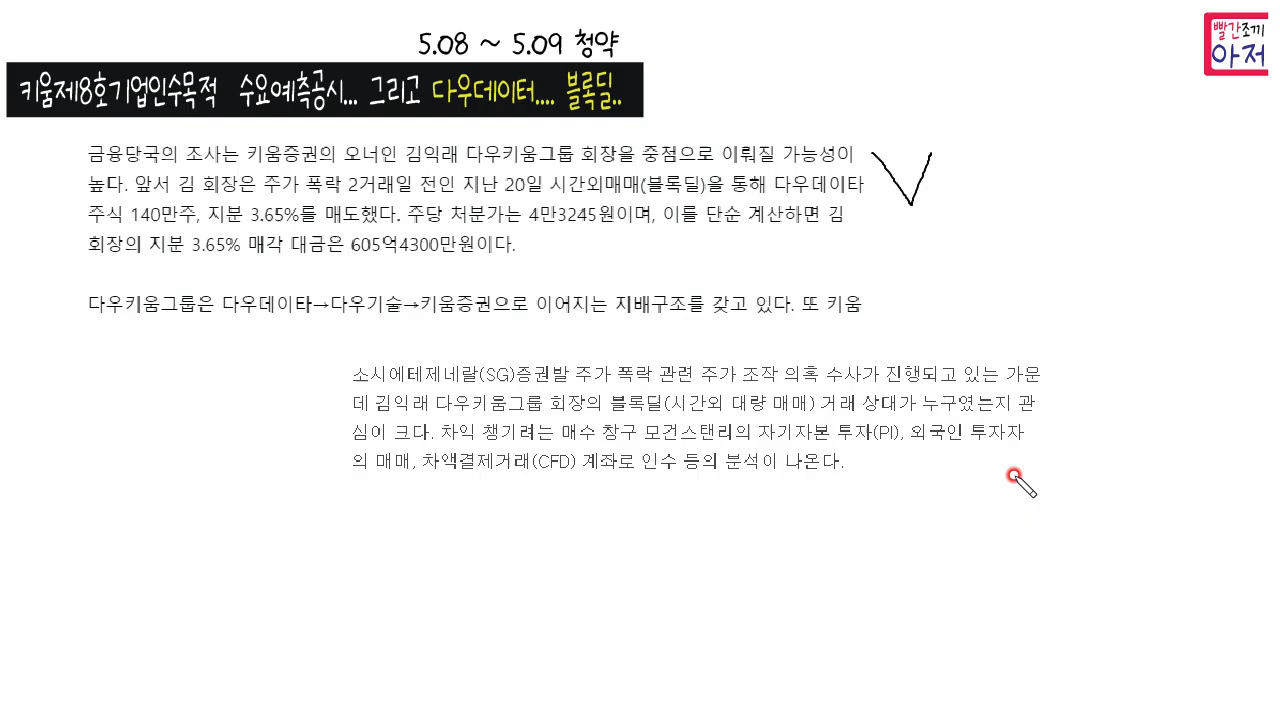 5.08 ~ 5.09 청약
빨간조끼
아저
키움제8호기업인수목적 수요예측공시... 그리고 다우데이터.... 블록딜..
금융당국의 조사는 키움증권의 오너인 김익래 다우키움그룹 회장을 중점으로 이뤄질 가능성이
높다. 앞서 김 회장은 주가 폭락 2거래일 전인 지난 20일 시간외매매(블록딜)을 통해 다우데이타
주식 140만주, 지분 3.65%를 매도했다. 주당 처분가는 4만3245원이며, 이를 단순 계산하면 김
회장의 지분 3.65% 매각 대금은 605억4300만원이다.
다우키움그룹은 다우데이타→다우기술→키움증권으로 이어지는 지배구조를 갖고 있다. 또 키움
소시에테제네랄(SG)증권발 주가 폭락 관련 주가 조작 의혹 수사가 진행되고 있는 가운
데 김익래 다우키움그룹 회장의 블록딜(시간외 대량 매매) 거래 상대가 누구였는지 관
심이 크다. 차익 챙기려는 매수 창구 모건스탠리의 자기자본 투자(PI), 외국인 투자자
의 매매, 차액결제거래(CFD) 계좌로 인수 등의 분석이 나온다.